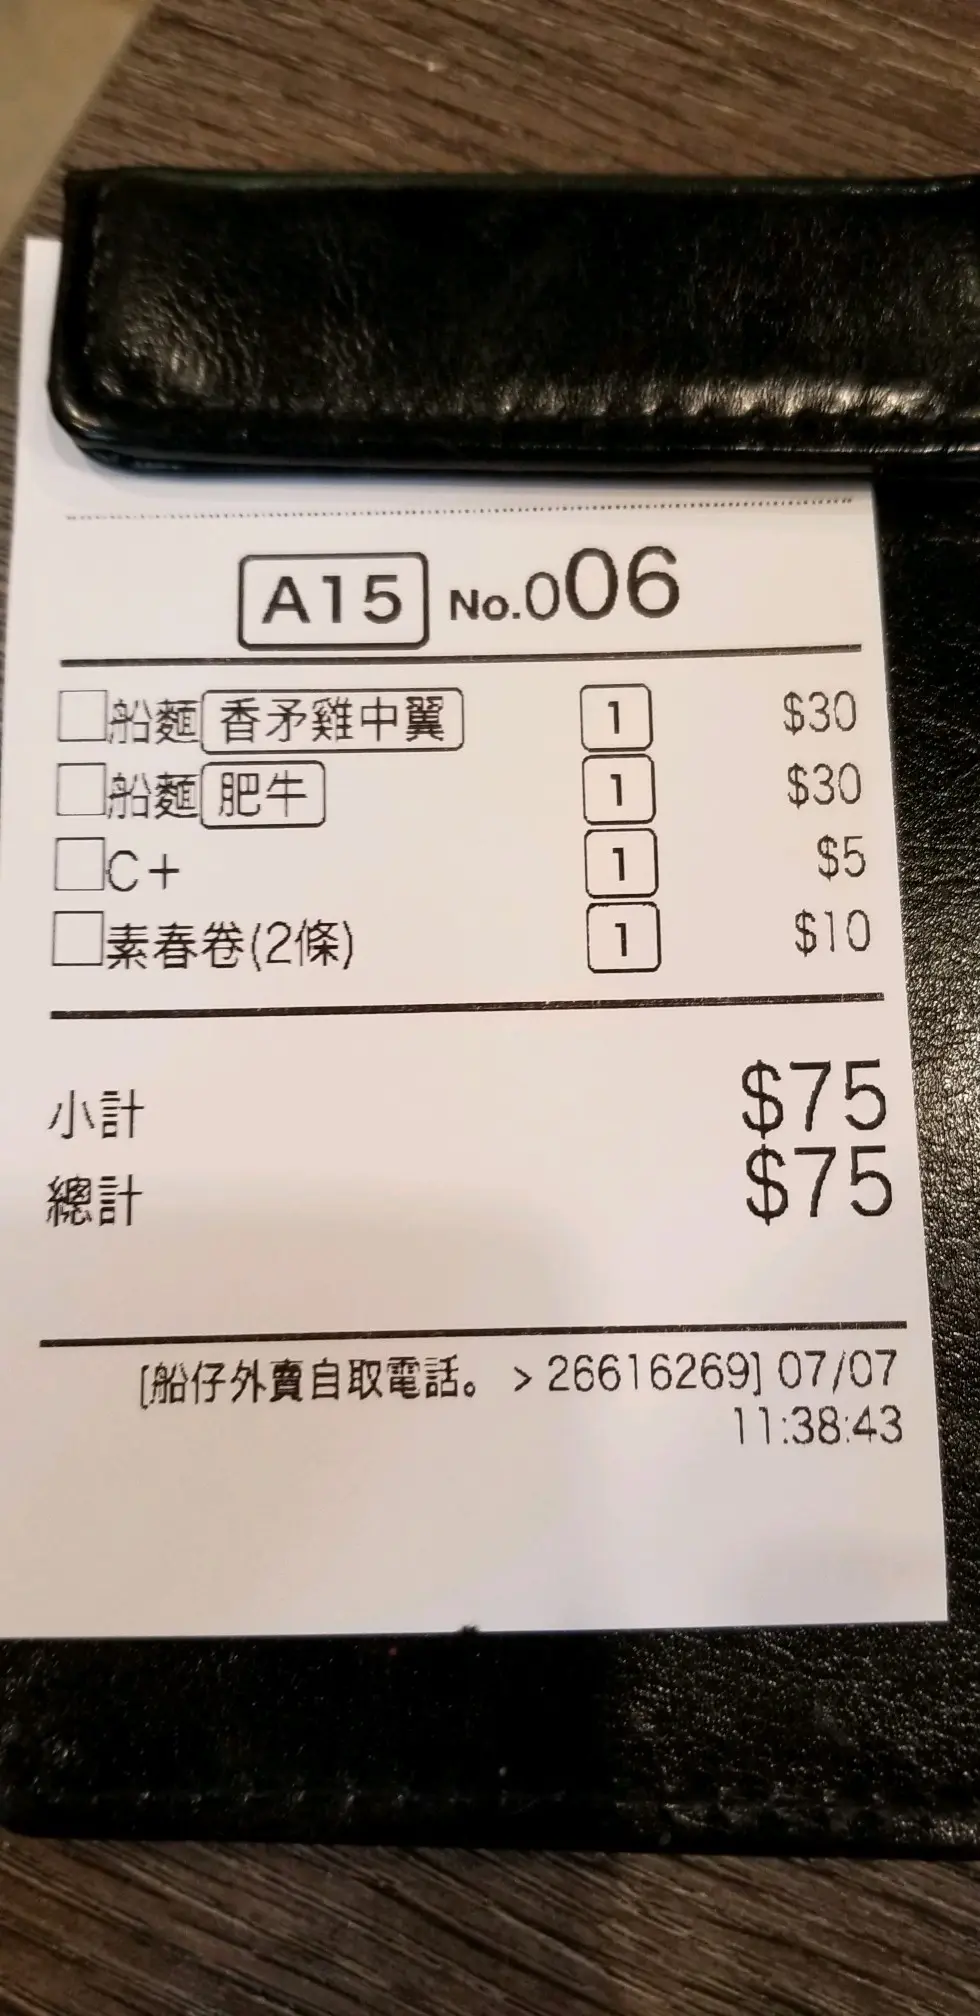 A15 No.006
船麵 香矛雞中翼 1 $30
船麵 肥牛 1 $30
C+ 1 $5
素春卷(2條) 1 $10
小計 $75
總計 $75
[船仔外賣自取電話。 > 26616269] 07/07
11:38:43